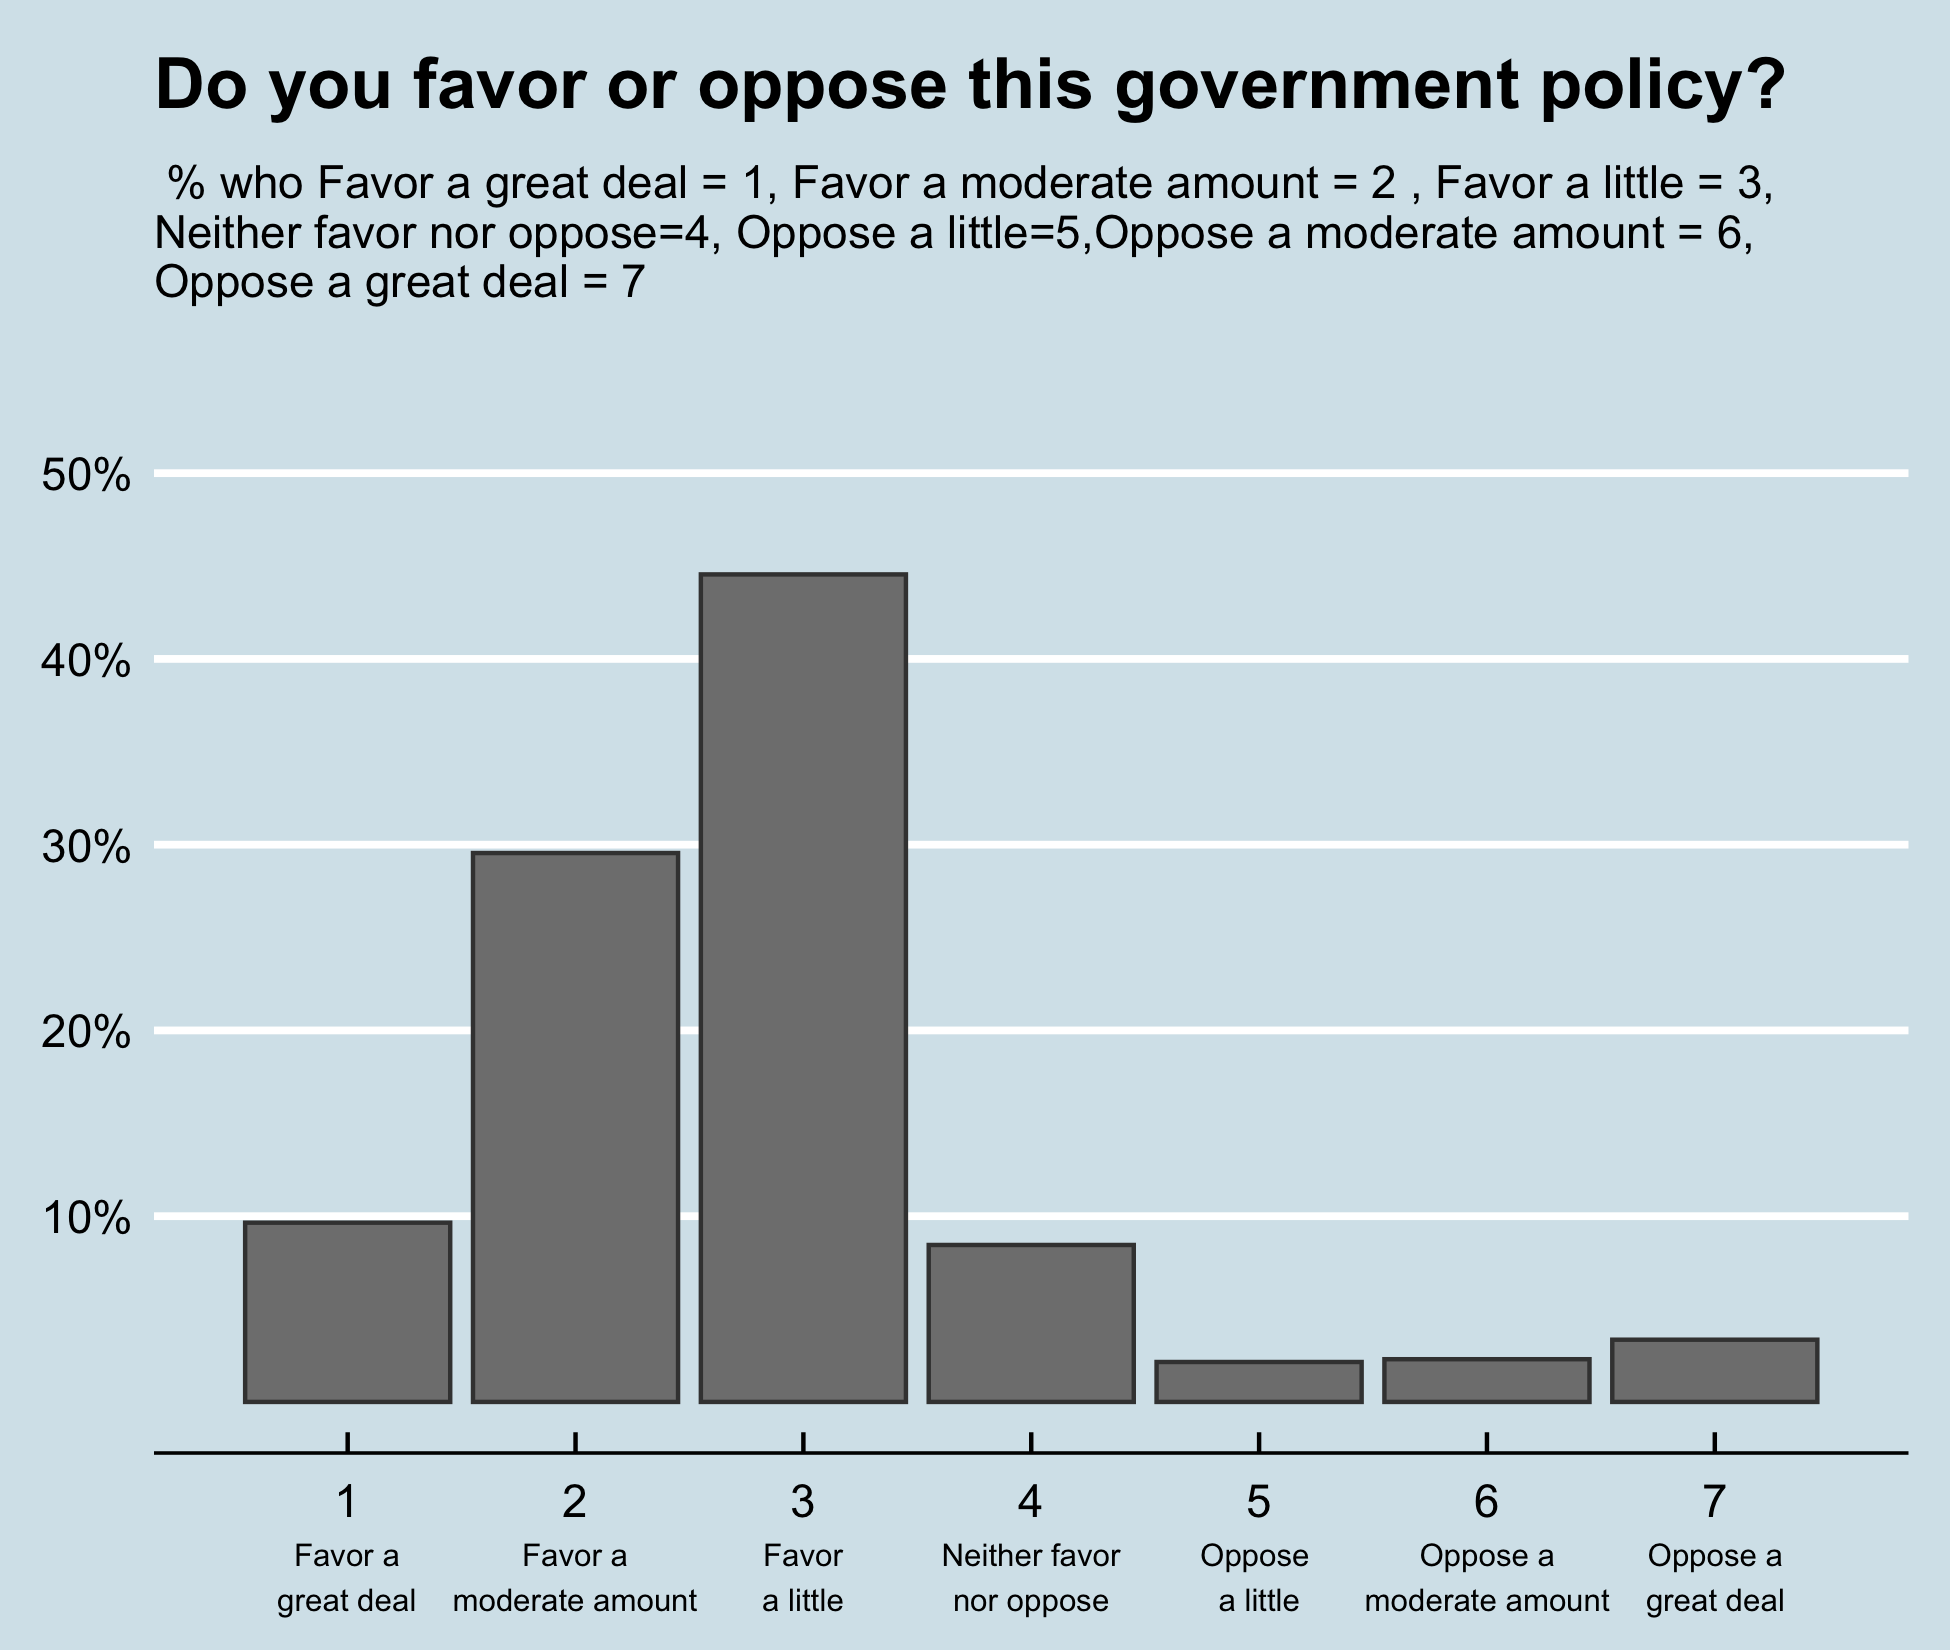 Do you favor or oppose this government policy?
% who Favor a great deal = 1, Favor a moderate amount = 2 , Favor a little = 3,
Neither favor nor oppose=4, Oppose a little=5,Oppose a moderate amount = 6,
Oppose a great deal = 7
50%
40%
30%
20%
10%
1 2 3 4 5 6 7
Favor a Favor a Favor Neither favor Oppose Oppose a Oppose a
great deal moderate amount a little nor oppose a little moderate amount great deal